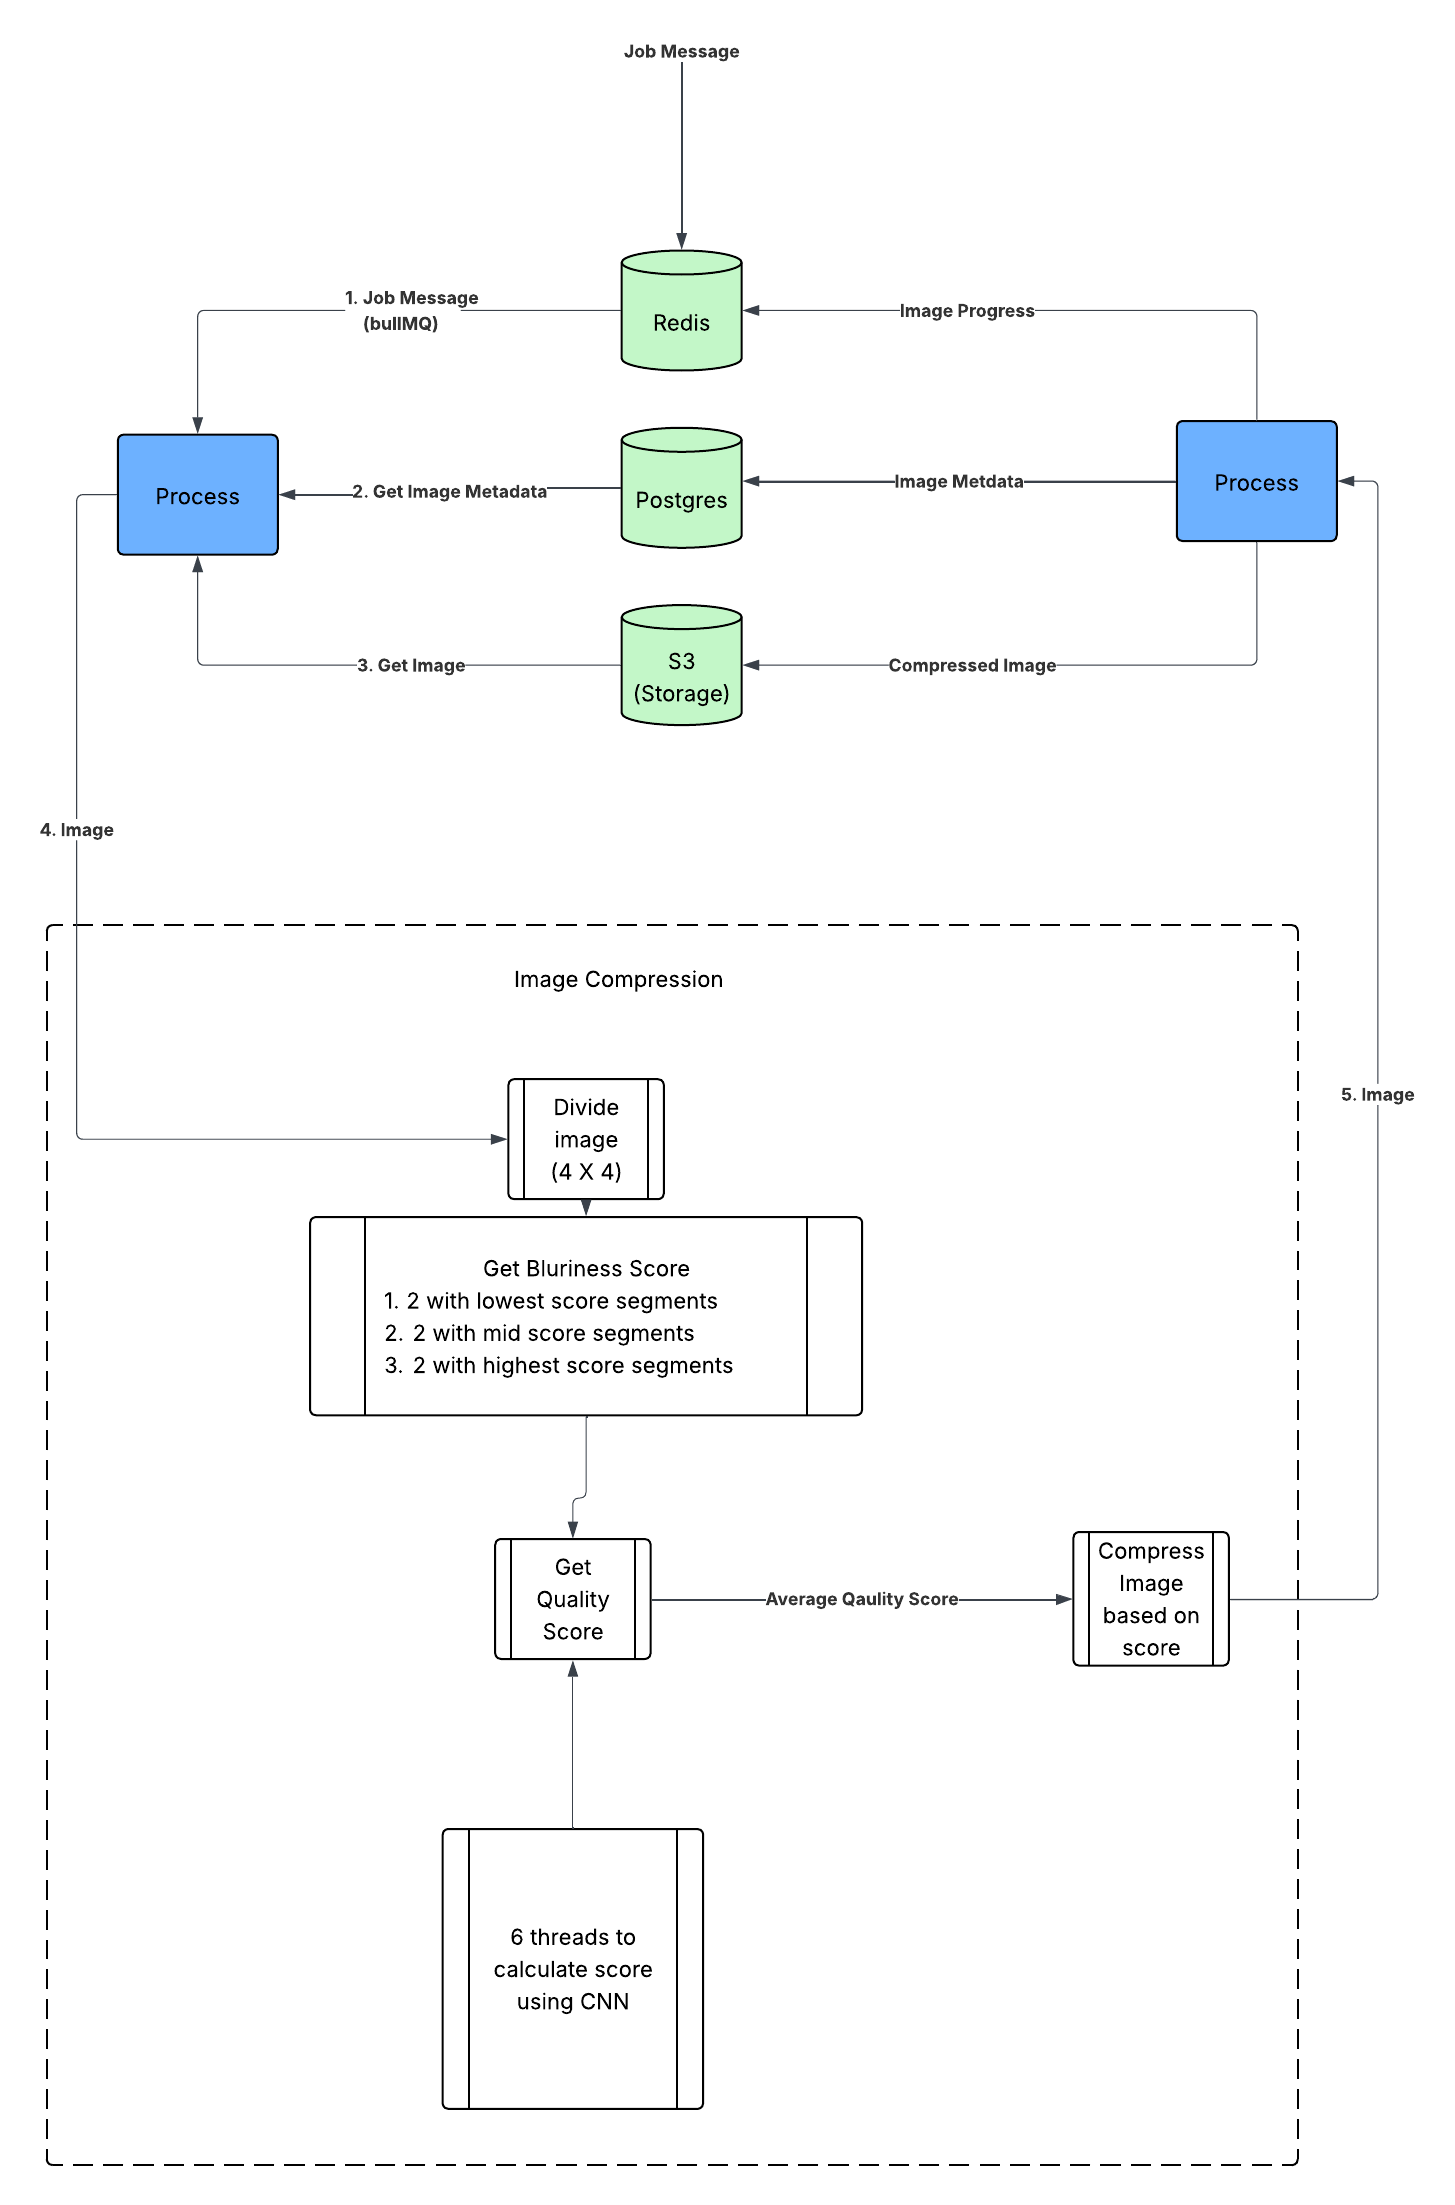 Job Message
1. Job Message
(bullMQ)
Redis
Image Progress
Process
2. Get Image Metadata
Postgres
Image Metdata
Process
3. Get Image
S3
(Storage)
Compressed Image
4. Image
Image Compression
5. Image
Divide
image
(4 X 4)
Get Bluriness Score
1. 2 with lowest score segments
2. 2 with mid score segments
3. 2 with highest score segments
Get
Quality
Score
Average Qaulity Score
Compress
Image
based on
score
6 threads to
calculate score
using CNN